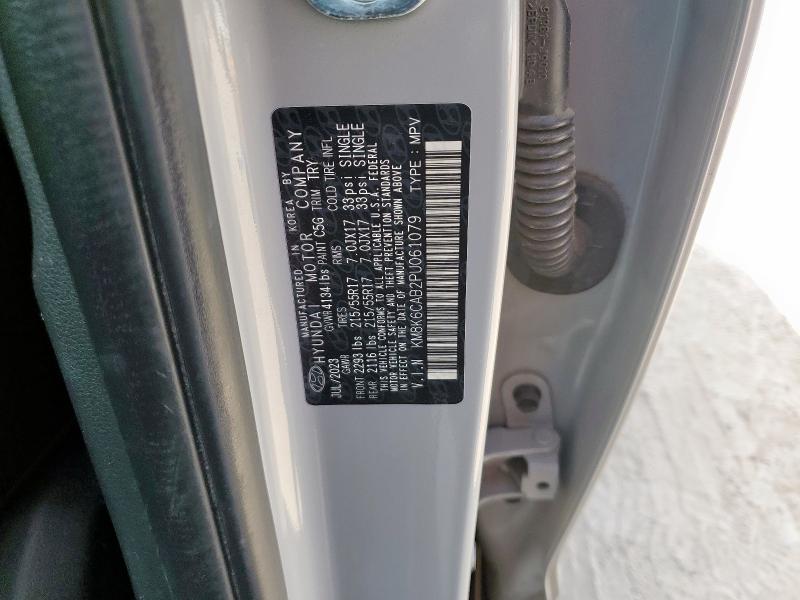 MANUFACTURED IN KOREA BY
HYUNDAI MOTOR COMPANY
JUL/2023 GVWR 4134 lbs PAINT C5G TRIM TRY
GAWR TIRES RIMS COLD TIRE INFL
FRONT 2293 lbs 215/55R17 7.0JX17 33psi SINGLE
REAR 2116 lbs 215/55R17 7.0JX17 33psi SINGLE
THIS VEHICLE CONFORMS TO ALL APPLICABLE U.S.A. FEDERAL
MOTOR VEHICLE SAFETY AND THEFT PREVENTION STANDARDS
IN EFFECT ON THE DATE OF MANUFACTURE SHOWN ABOVE
V.I.N KM8K6CAB2PU061079 TYPE : MPV